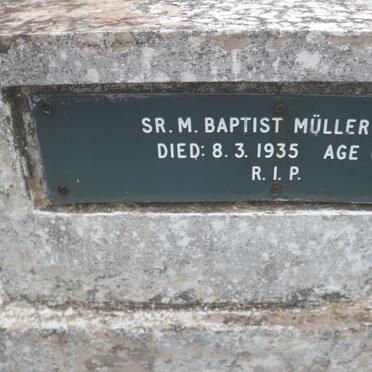 SR. M. BAPTIST MÜLLER
DIED: 8. 3. 1935 AGE
R. I. P.